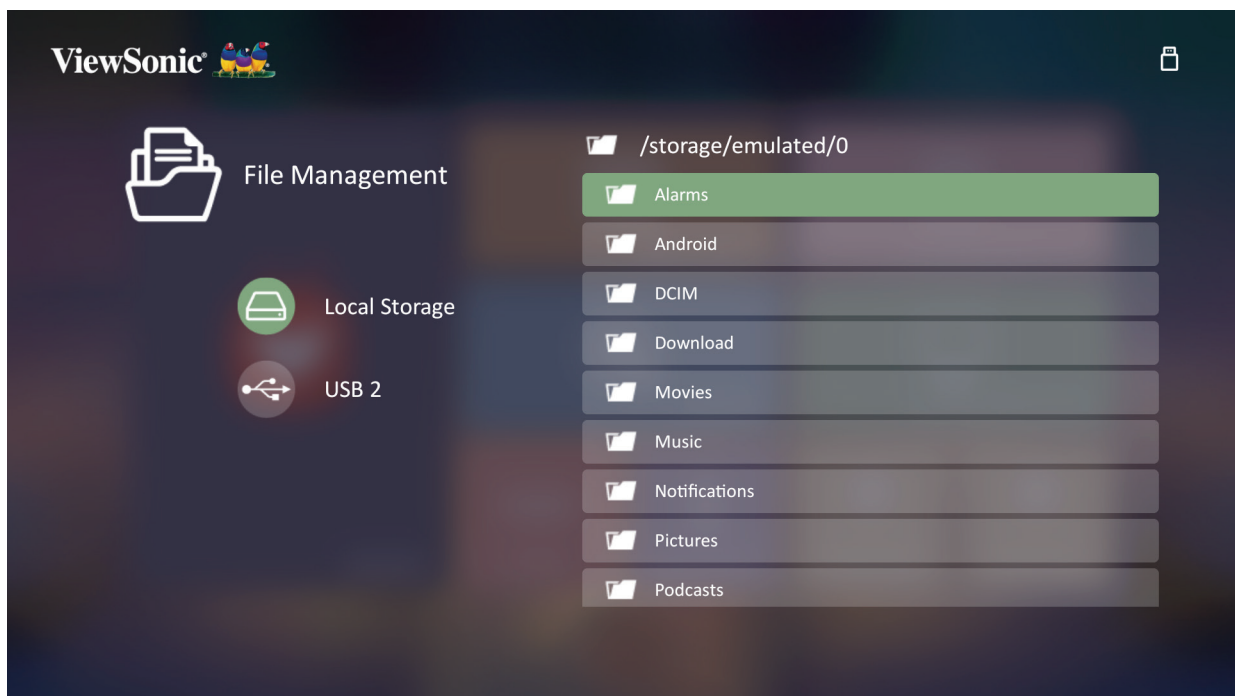 ViewSonic®
File Management
Local Storage
USB 2
/storage/emulated/0
Alarms
Android
DCIM
Download
Movies
Music
Notifications
Pictures
Podcasts